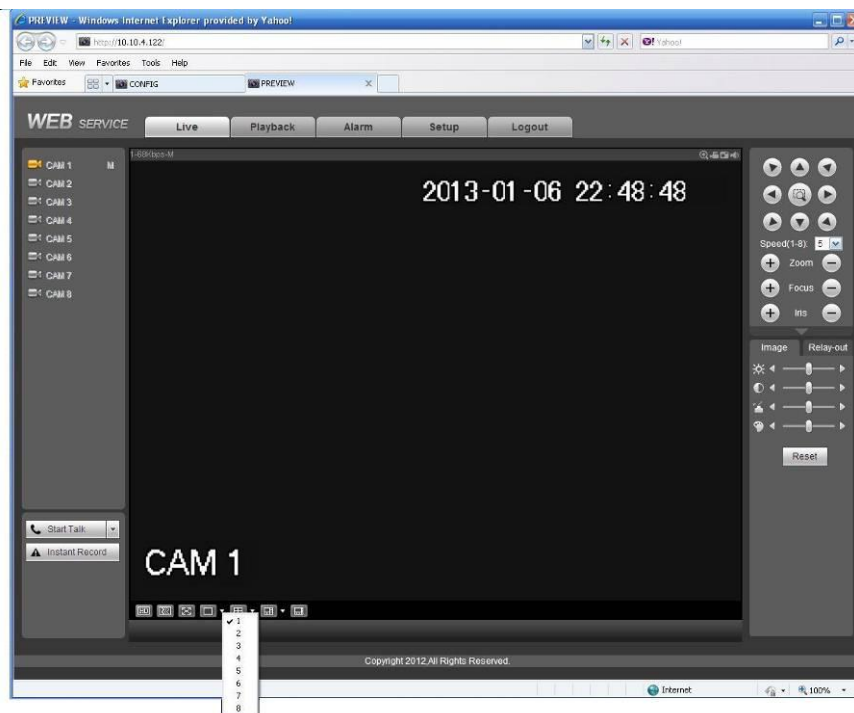 PREVIEW - Windows Internet Explorer provided by Yahoo!
http://10.10.4.122/
Yahoo!
File Edit View Favorites Tools Help
Favorites CONFIG PREVIEW X
WEB SERVICE Live Playback Alarm Setup Logout
1-60Kbps-M
CAM 1 M
2013-01-06 22:48:48
CAM 2
CAM 3
CAM 4
CAM 5
CAM 6
CAM 7
CAM 8
Speed(1-8): 5
Zoom
Focus
Iris
Image Relay-out
Reset
Start Talk
Instant Record
CAM 1
1
2
3
4
5
6
7
8
Copyright 2012,All Rights Reserved.
Internet 100%